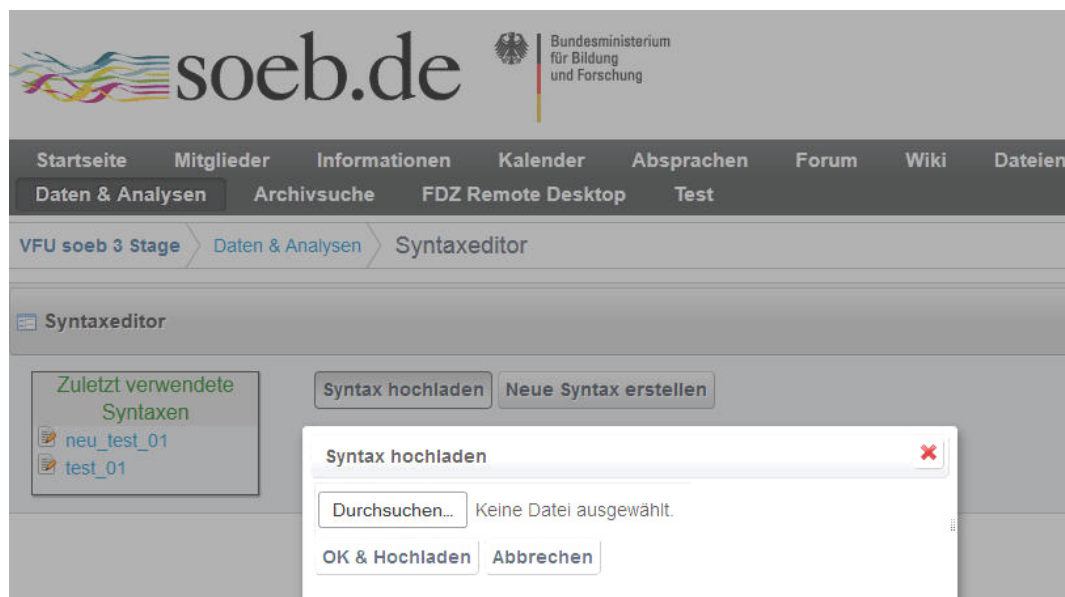 soeb.de
Bundesministerium
für Bildung
und Forschung
Startseite Mitglieder Informationen Kalender Absprachen Forum Wiki Dateien
Daten & Analysen Archivsuche FDZ Remote Desktop Test
VFU soeb 3 Stage Daten & Analysen Syntaxeditor
Syntaxeditor
Zuletzt verwendete
Syntaxen
neu_test_01
test_01
Syntax hochladen Neue Syntax erstellen
Syntax hochladen
Durchsuchen... Keine Datei ausgewählt.
OK & Hochladen Abbrechen